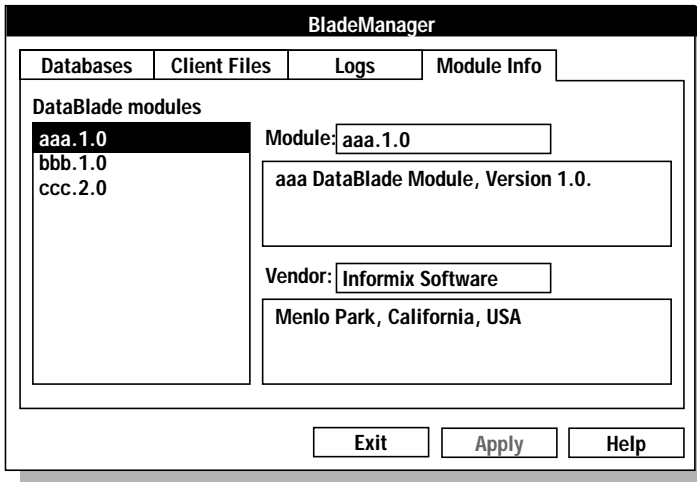 BladeManager
Databases Client Files Logs Module Info
DataBlade modules
aaa.1.0
bbb.1.0
ccc.2.0
Module: aaa.1.0
aaa DataBlade Module, Version 1.0.
Vendor: Informix Software
Menlo Park, California, USA
Exit Apply Help